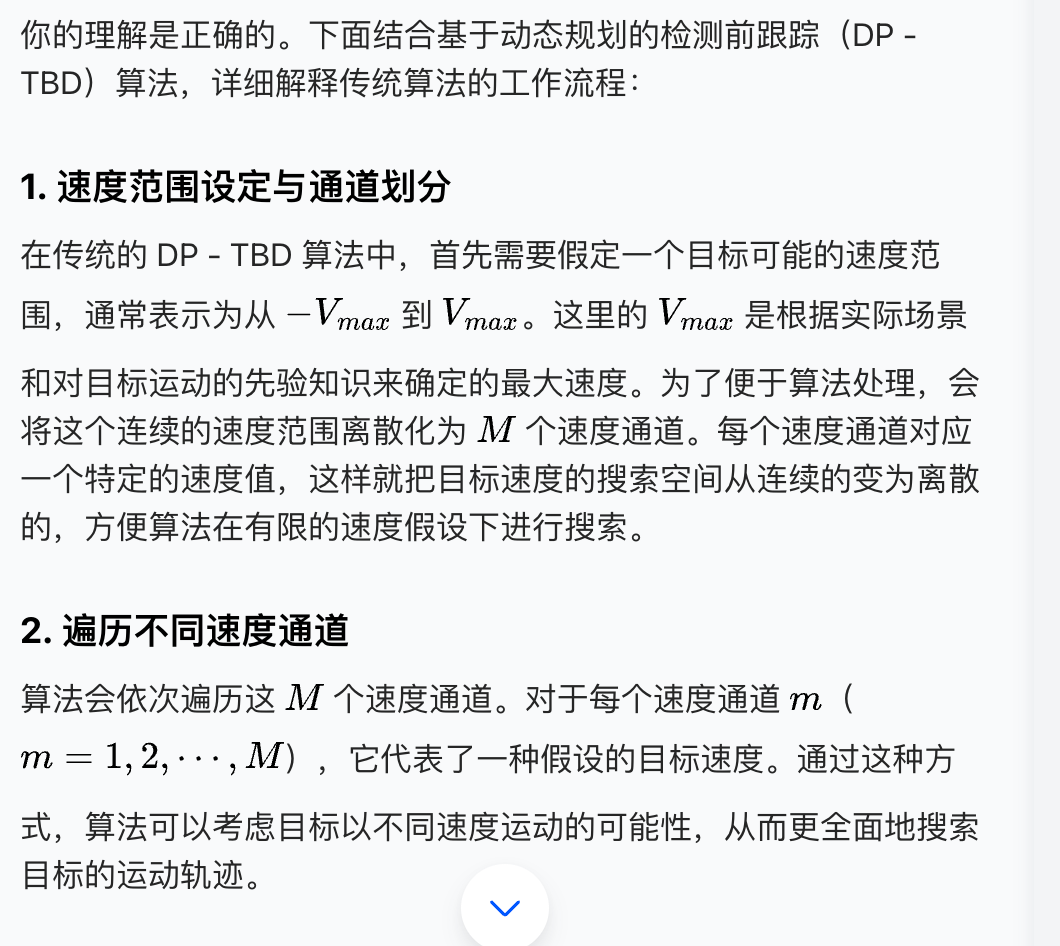 你的理解是正确的。下面结合基于动态规划的检测前跟踪（DP -
TBD）算法，详细解释传统算法的工作流程：
1. 速度范围设定与通道划分
在传统的 DP - TBD 算法中，首先需要假定一个目标可能的速度范
围，通常表示为从 −V_{max} 到 V_{max}。这里的 V_{max} 是根据实际场景
和对目标运动的先验知识来确定的最大速度。为了便于算法处理，会
将这个连续的速度范围离散化为 M 个速度通道。每个速度通道对应
一个特定的速度值，这样就把目标速度的搜索空间从连续的变为离散
的，方便算法在有限的速度假设下进行搜索。
2. 遍历不同速度通道
算法会依次遍历这 M 个速度通道。对于每个速度通道 m（
m = 1, 2, ⋯ , M），它代表了一种假设的目标速度。通过这种方
式，算法可以考虑目标以不同速度运动的可能性，从而更全面地搜索
目标的运动轨迹。